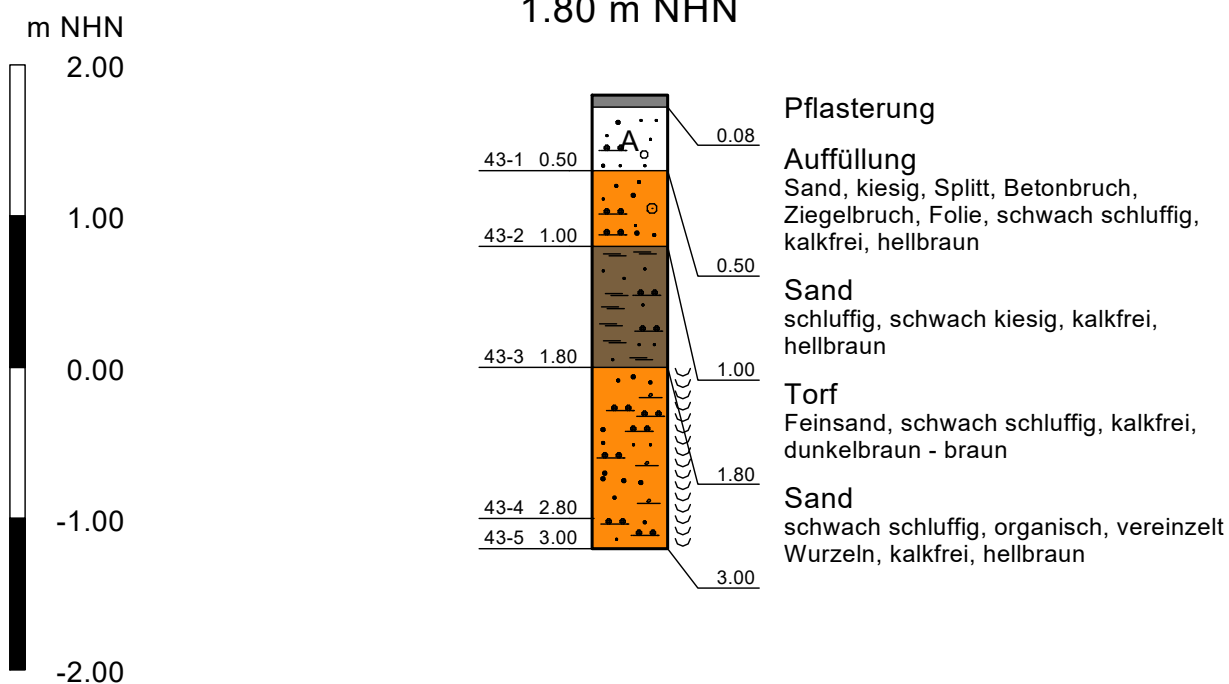 1.80 m NHN
m NHN
2.00
1.00
0.00
-1.00
-2.00
43-1 0.50
43-2 1.00
43-3 1.80
43-4 2.80
43-5 3.00
A
0.08
0.50
1.00
1.80
3.00
Pflasterung
Auffüllung
Sand, kiesig, Splitt, Betonbruch,
Ziegelbruch, Folie, schwach schluffig,
kalkfrei, hellbraun
Sand
schluffig, schwach kiesig, kalkfrei,
hellbraun
Torf
Feinsand, schwach schluffig, kalkfrei,
dunkelbraun - braun
Sand
schwach schluffig, organisch, vereinzelt
Wurzeln, kalkfrei, hellbraun